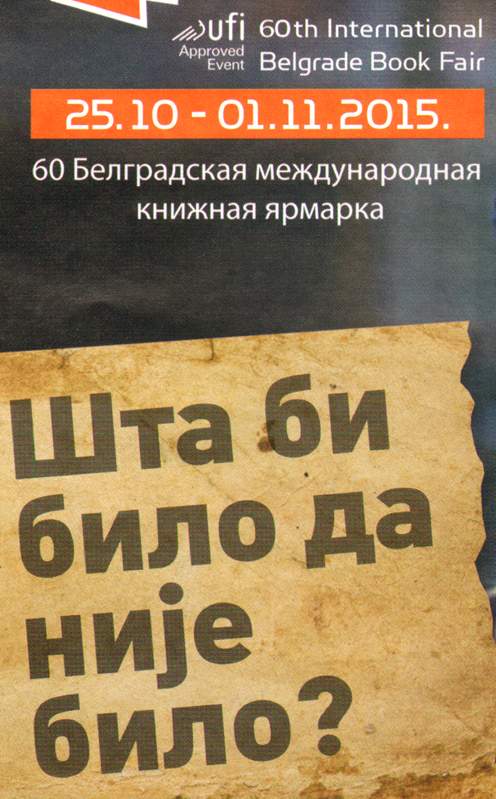 ufi
Approved
Event
60th International
Belgrade Book Fair
25.10 - 01.11.2015.
60 Белградская международная
книжная ярмарка
Шта би
било да
није
било?